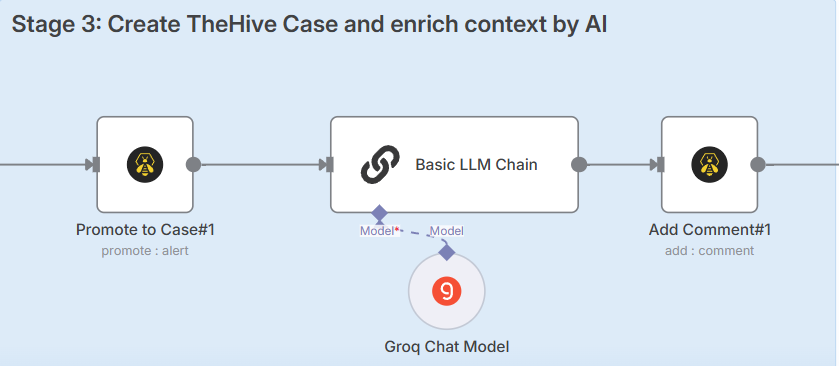 Stage 3: Create TheHive Case and enrich context by AI
Basic LLM Chain
Promote to Case#1
promote : alert
Model*
Model
Add Comment#1
add : comment
Groq Chat Model